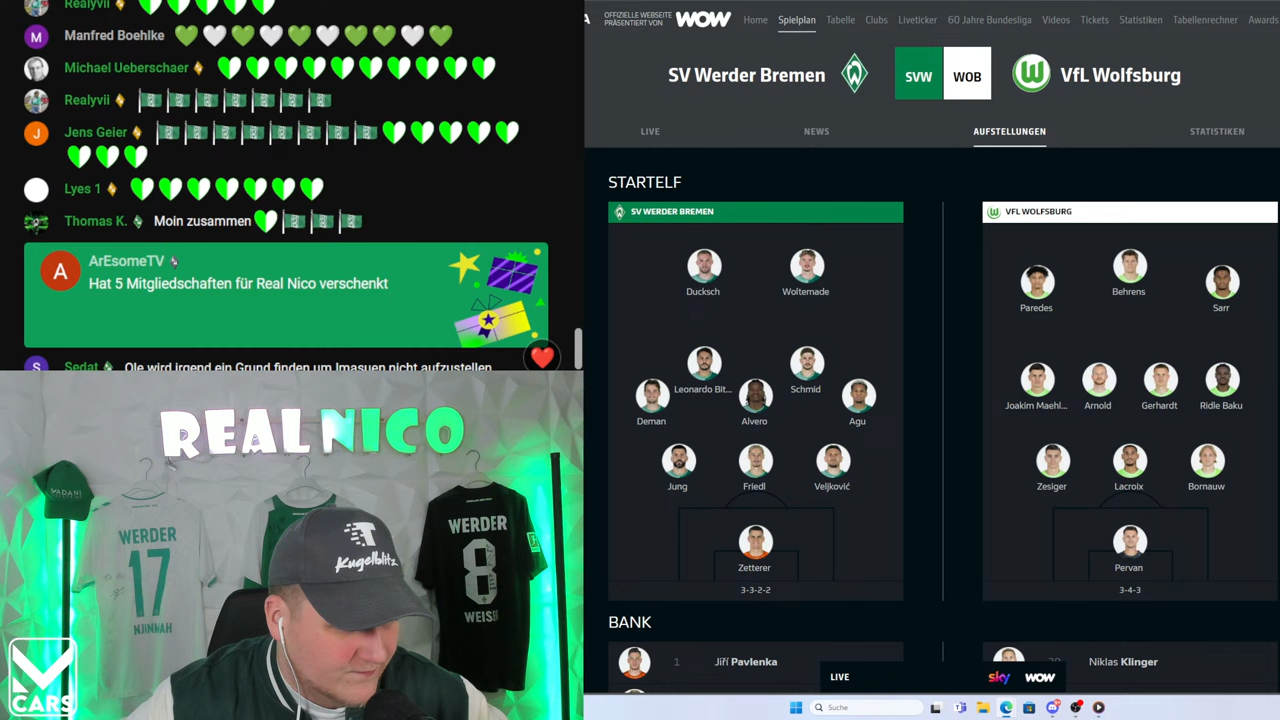 Realyvii
Manfred Boehlke
Michael Ueberschaer
Realyvii
Jens Geier
Lyes 1
Thomas K. Moin zusammen
A ArEsomeTV
Hat 5 Mitgliedschaften für Real Nico verschenkt
S Sedat Ole wird irgend ein Grund finden um Imasuen nicht aufzustellen
REAL NICO
VADANI
WERDER
17
NJINMAH
WERDER
8
WEISER
Kugelblitz
CARS
OFFIZIELLE WEBSEITE
PRÄSENTIERT VON
WOW
Home Spielplan Tabelle Clubs Liveticker 60 Jahre Bundesliga Videos Tickets Statistiken Tabellenrechner Awards
SV Werder Bremen SVW WOB VfL Wolfsburg
LIVE NEWS AUFSTELLUNGEN STATISTIKEN
STARTELF
SV WERDER BREMEN
Ducksch Woltemade
Leonardo Bit... Schmid
Deman Alvero Agu
Jung Friedl Veljković
Zetterer
3-3-2-2
VFL WOLFSBURG
Paredes Behrens Sarr
Joakim Maehl... Arnold Gerhardt Ridle Baku
Zesiger Lacroix Bornauw
Pervan
3-4-3
BANK
1 Jiří Pavlenka
Niklas Klinger
LIVE sky WOW
Suche